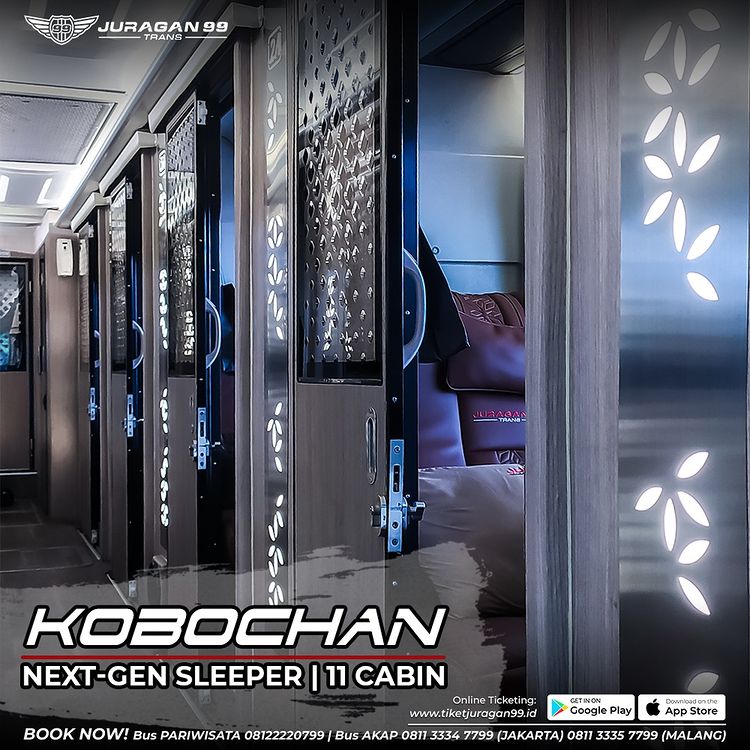 99
JURAGAN 99
TRANS
JURAGAN
TRANS
KOBOCHAN
NEXT-GEN SLEEPER | 11 CABIN
Online Ticketing:
www.tiketjuragan99.id
GET IN ON
Google Play
Download on the
App Store
BOOK NOW! Bus PARIWISATA 08122220799 | Bus AKAP 0811 3334 7799 (JAKARTA) 0811 3335 7799 (MALANG)